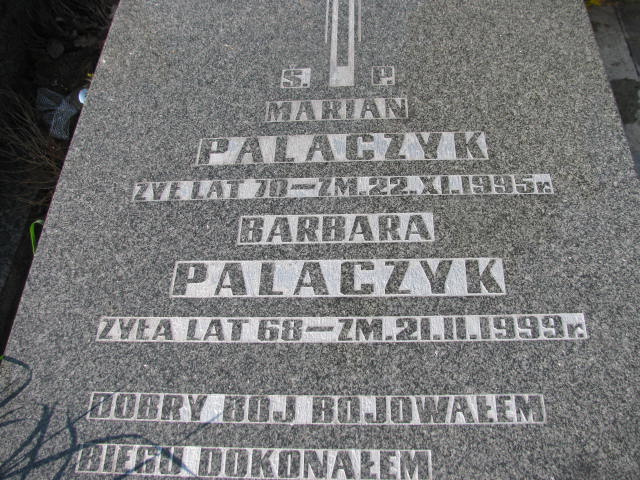 Ś. P.
MARIAN
PALACZYK
ŻYŁ LAT 70 – ZM. 22.XI.1995 r.
BARBARA
PALACZYK
ŻYŁA LAT 68 – ZM. 21.II.1999 r.
DOBRY BÓJ BOJOWAŁEM
BIEGU DOKONAŁEM